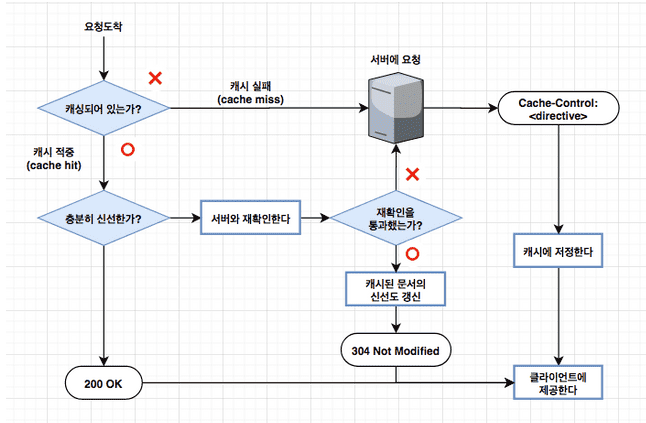 요청도착
캐싱되어 있는가?
캐시 실패
(cache miss)
서버에 요청
Cache-Control:
<directive>
캐시 적중
(cache hit)
충분히 신선한가?
서버와 재확인한다
재확인을
통과했는가?
캐시에 저정한다
캐시된 문서의
신선도 갱신
304 Not Modified
200 OK
클라이언트에
제공한다